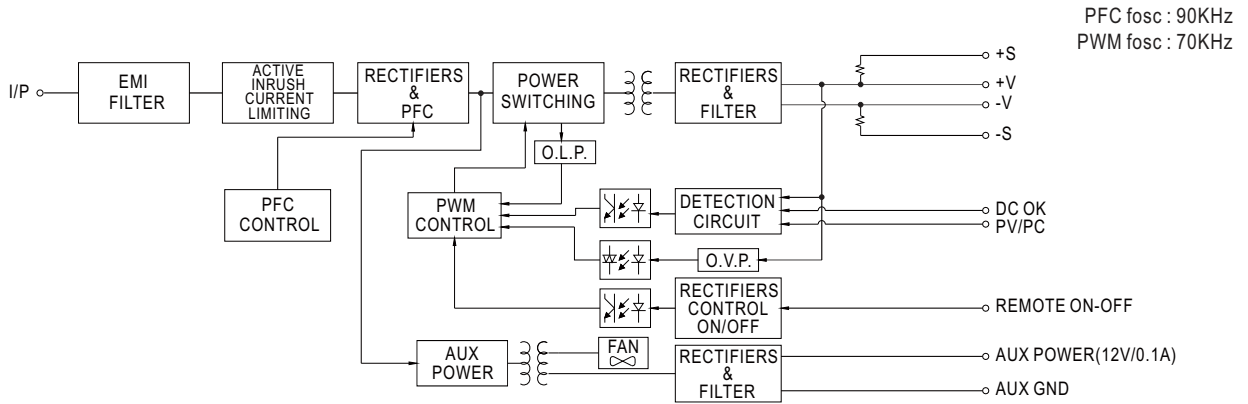 PFC fosc : 90KHz
PWM fosc : 70KHz
I/P
EMI
FILTER
ACTIVE
INRUSH
CURRENT
LIMITING
RECTIFIERS
&
PFC
POWER
SWITCHING
RECTIFIERS
&
FILTER
+S
+V
-V
-S
O.L.P.
PFC
CONTROL
PWM
CONTROL
DETECTION
CIRCUIT
DC OK
PV/PC
O.V.P.
RECTIFIERS
CONTROL
ON/OFF
REMOTE ON-OFF
AUX
POWER
FAN
RECTIFIERS
&
FILTER
AUX POWER(12V/0.1A)
AUX GND